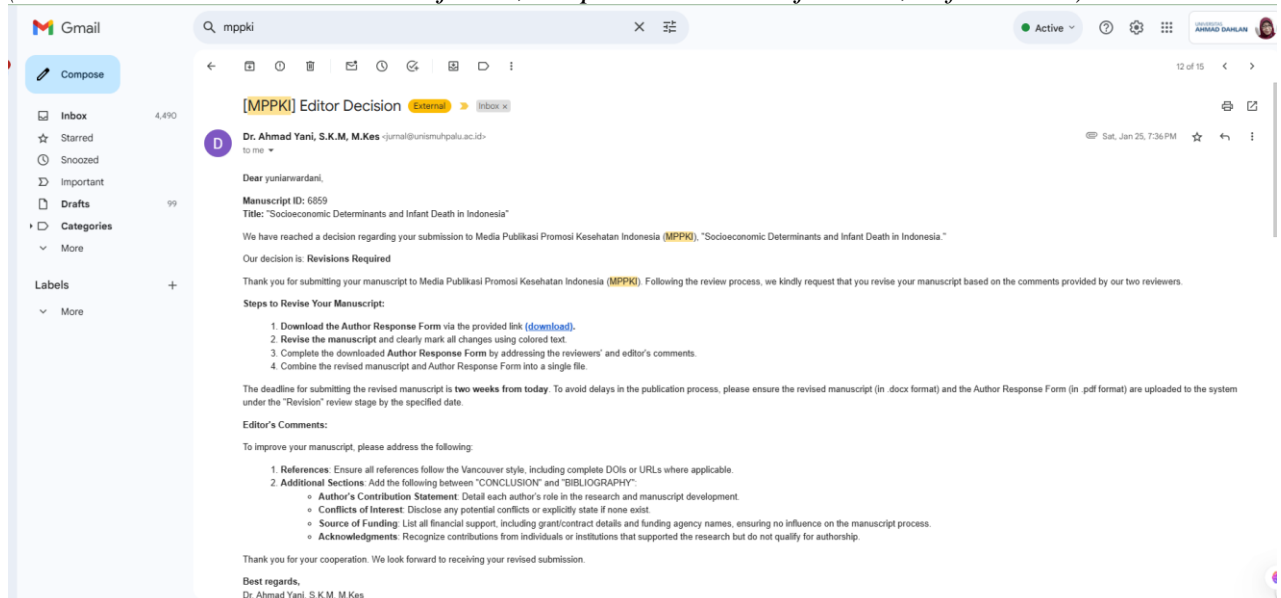 Gmail
mppki
Active
UNIVERSITAS
AHMAD DAHLAN
Compose
12 of 15
[MPPKI] Editor Decision External Inbox x
Inbox 4,490
Starred
Snoozed
Important
Drafts 99
Categories
More
Labels +
More
D
Dr. Ahmad Yani, S.K.M, M.Kes <jurnal@unismuhpalu.ac.id>
Sat, Jan 25, 7:36 PM
to me
Dear yuniarwardani,
Manuscript ID: 6859
Title: "Socioeconomic Determinants and Infant Death in Indonesia"
We have reached a decision regarding your submission to Media Publikasi Promosi Kesehatan Indonesia (MPPKI), "Socioeconomic Determinants and Infant Death in Indonesia."
Our decision is: Revisions Required
Thank you for submitting your manuscript to Media Publikasi Promosi Kesehatan Indonesia (MPPKI). Following the review process, we kindly request that you revise your manuscript based on the comments provided by our two reviewers.
Steps to Revise Your Manuscript:
1. Download the Author Response Form via the provided link (download).
2. Revise the manuscript and clearly mark all changes using colored text.
3. Complete the downloaded Author Response Form by addressing the reviewers' and editor's comments.
4. Combine the revised manuscript and Author Response Form into a single file.
The deadline for submitting the revised manuscript is two weeks from today. To avoid delays in the publication process, please ensure the revised manuscript (in .docx format) and the Author Response Form (in .pdf format) are uploaded to the system
under the "Revision" review stage by the specified date.
Editor's Comments:
To improve your manuscript, please address the following:
1. References: Ensure all references follow the Vancouver style, including complete DOIs or URLs where applicable.
2. Additional Sections: Add the following between "CONCLUSION" and "BIBLIOGRAPHY":
Author's Contribution Statement: Detail each author's role in the research and manuscript development.
Conflicts of Interest: Disclose any potential conflicts or explicitly state if none exist.
Source of Funding: List all financial support, including grant/contract details and funding agency names, ensuring no influence on the manuscript process.
Acknowledgments: Recognize contributions from individuals or institutions that supported the research but do not qualify for authorship.
Thank you for your cooperation. We look forward to receiving your revised submission.
Best regards,
Dr. Ahmad Yani, S.K.M, M.Kes